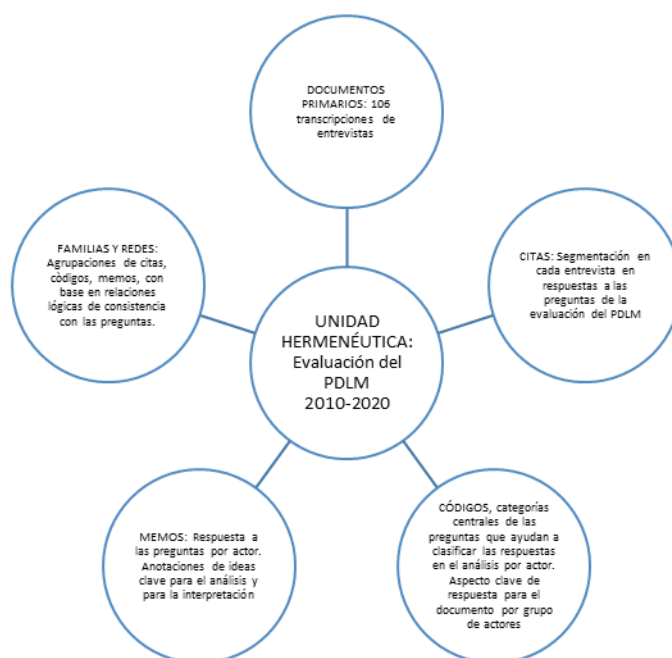 DOCUMENTOS
PRIMARIOS: 106
transcripciones de
entrevistas
FAMILIAS Y REDES:
Agrupaciones de citas,
còdigos, memos, con
base en relaciones
lógicas de consistencia
con las preguntas.
CITAS: Segmentación en
cada entrevista en
respuestas a las
preguntas de la
evaluación del PDLM
UNIDAD
HERMENÉUTICA:
Evaluación del
PDLM
2010-2020
MEMOS: Respuesta a
las preguntas por actor.
Anotaciones de ideas
clave para el análisis y
para la interpretación
CÓDIGOS, categorías
centrales de las
preguntas que ayudan a
clasificar las respuestas
en el análisis por actor.
Aspecto clave de
respuesta para el
documento por grupo
de actores